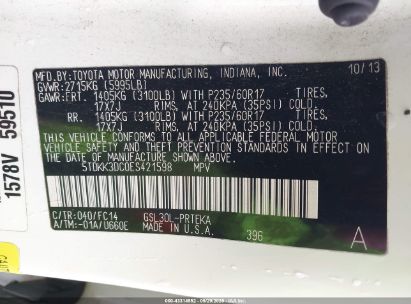 MFD.BY:TOYOTA MOTOR MANUFACTURING, INDIANA, INC. 10/13
GVWR:2715KG (5995LB)
GAWR:FRT. 1405KG (3100LB) WITH P235/60R17 TIRES,
17X7J RIMS, AT 240KPA (35PSI) COLD.
RR. 1405KG (3100LB) WITH P235/60R17 TIRES,
17X7J RIMS, AT 240KPA (35PSI) COLD.
THIS VEHICLE CONFORMS TO ALL APPLICABLE FEDERAL MOTOR
VEHICLE SAFETY AND THEFT PREVENTION STANDARDS IN EFFECT
ON THE DATE OF MANUFACTURE SHOWN ABOVE.
5TDKK3DC0ES421598 MPV
C/TR:040/FC14 GSL30L-PRTEKA
A/TM:-01A/U660E MADE IN U.S.A. 396 A
1578V 59510